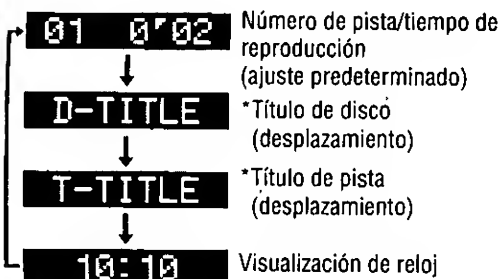 01 0'02
Número de pista/tiempo de
reproducción
(ajuste predeterminado)
D-TITLE
*Título de disco
(desplazamiento)
T-TITLE
*Título de pista
(desplazamiento)
10:10
Visualización de reloj